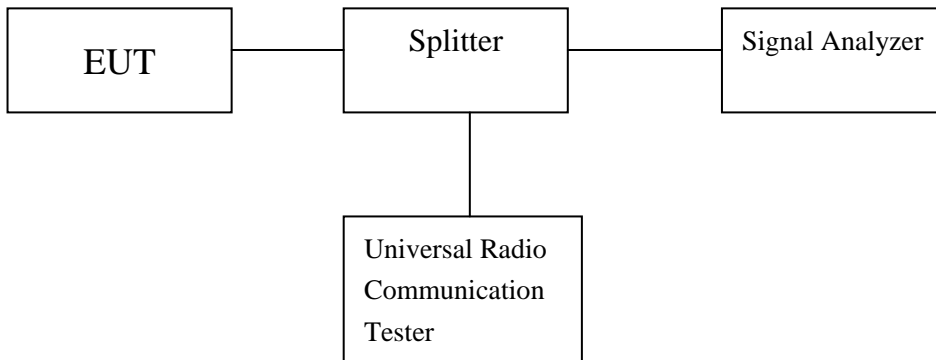 EUT
Splitter
Signal Analyzer
Universal Radio
Communication
Tester